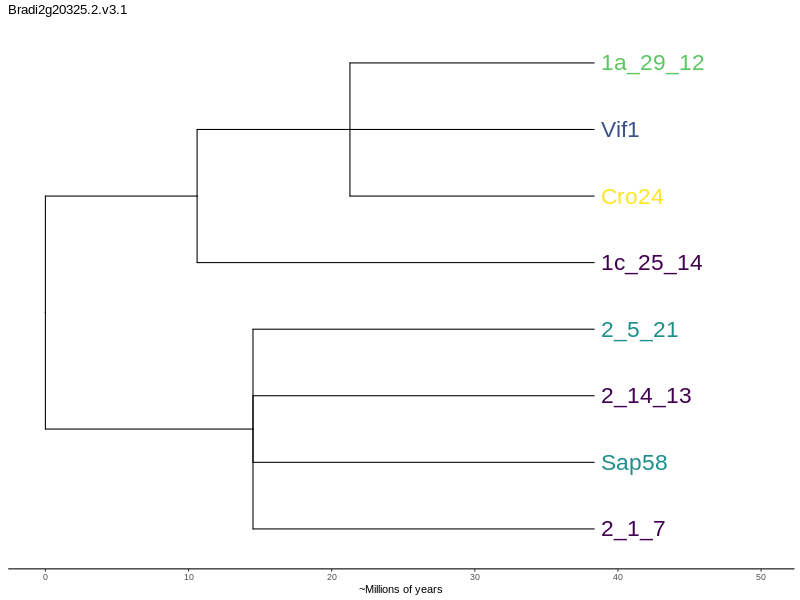 Bradi2g20325.2.v3.1
1a_29_12
Vif1
Cro24
1c_25_14
2_5_21
2_14_13
Sap58
2_1_7
0 10 20 30 40 50
~Millions of years